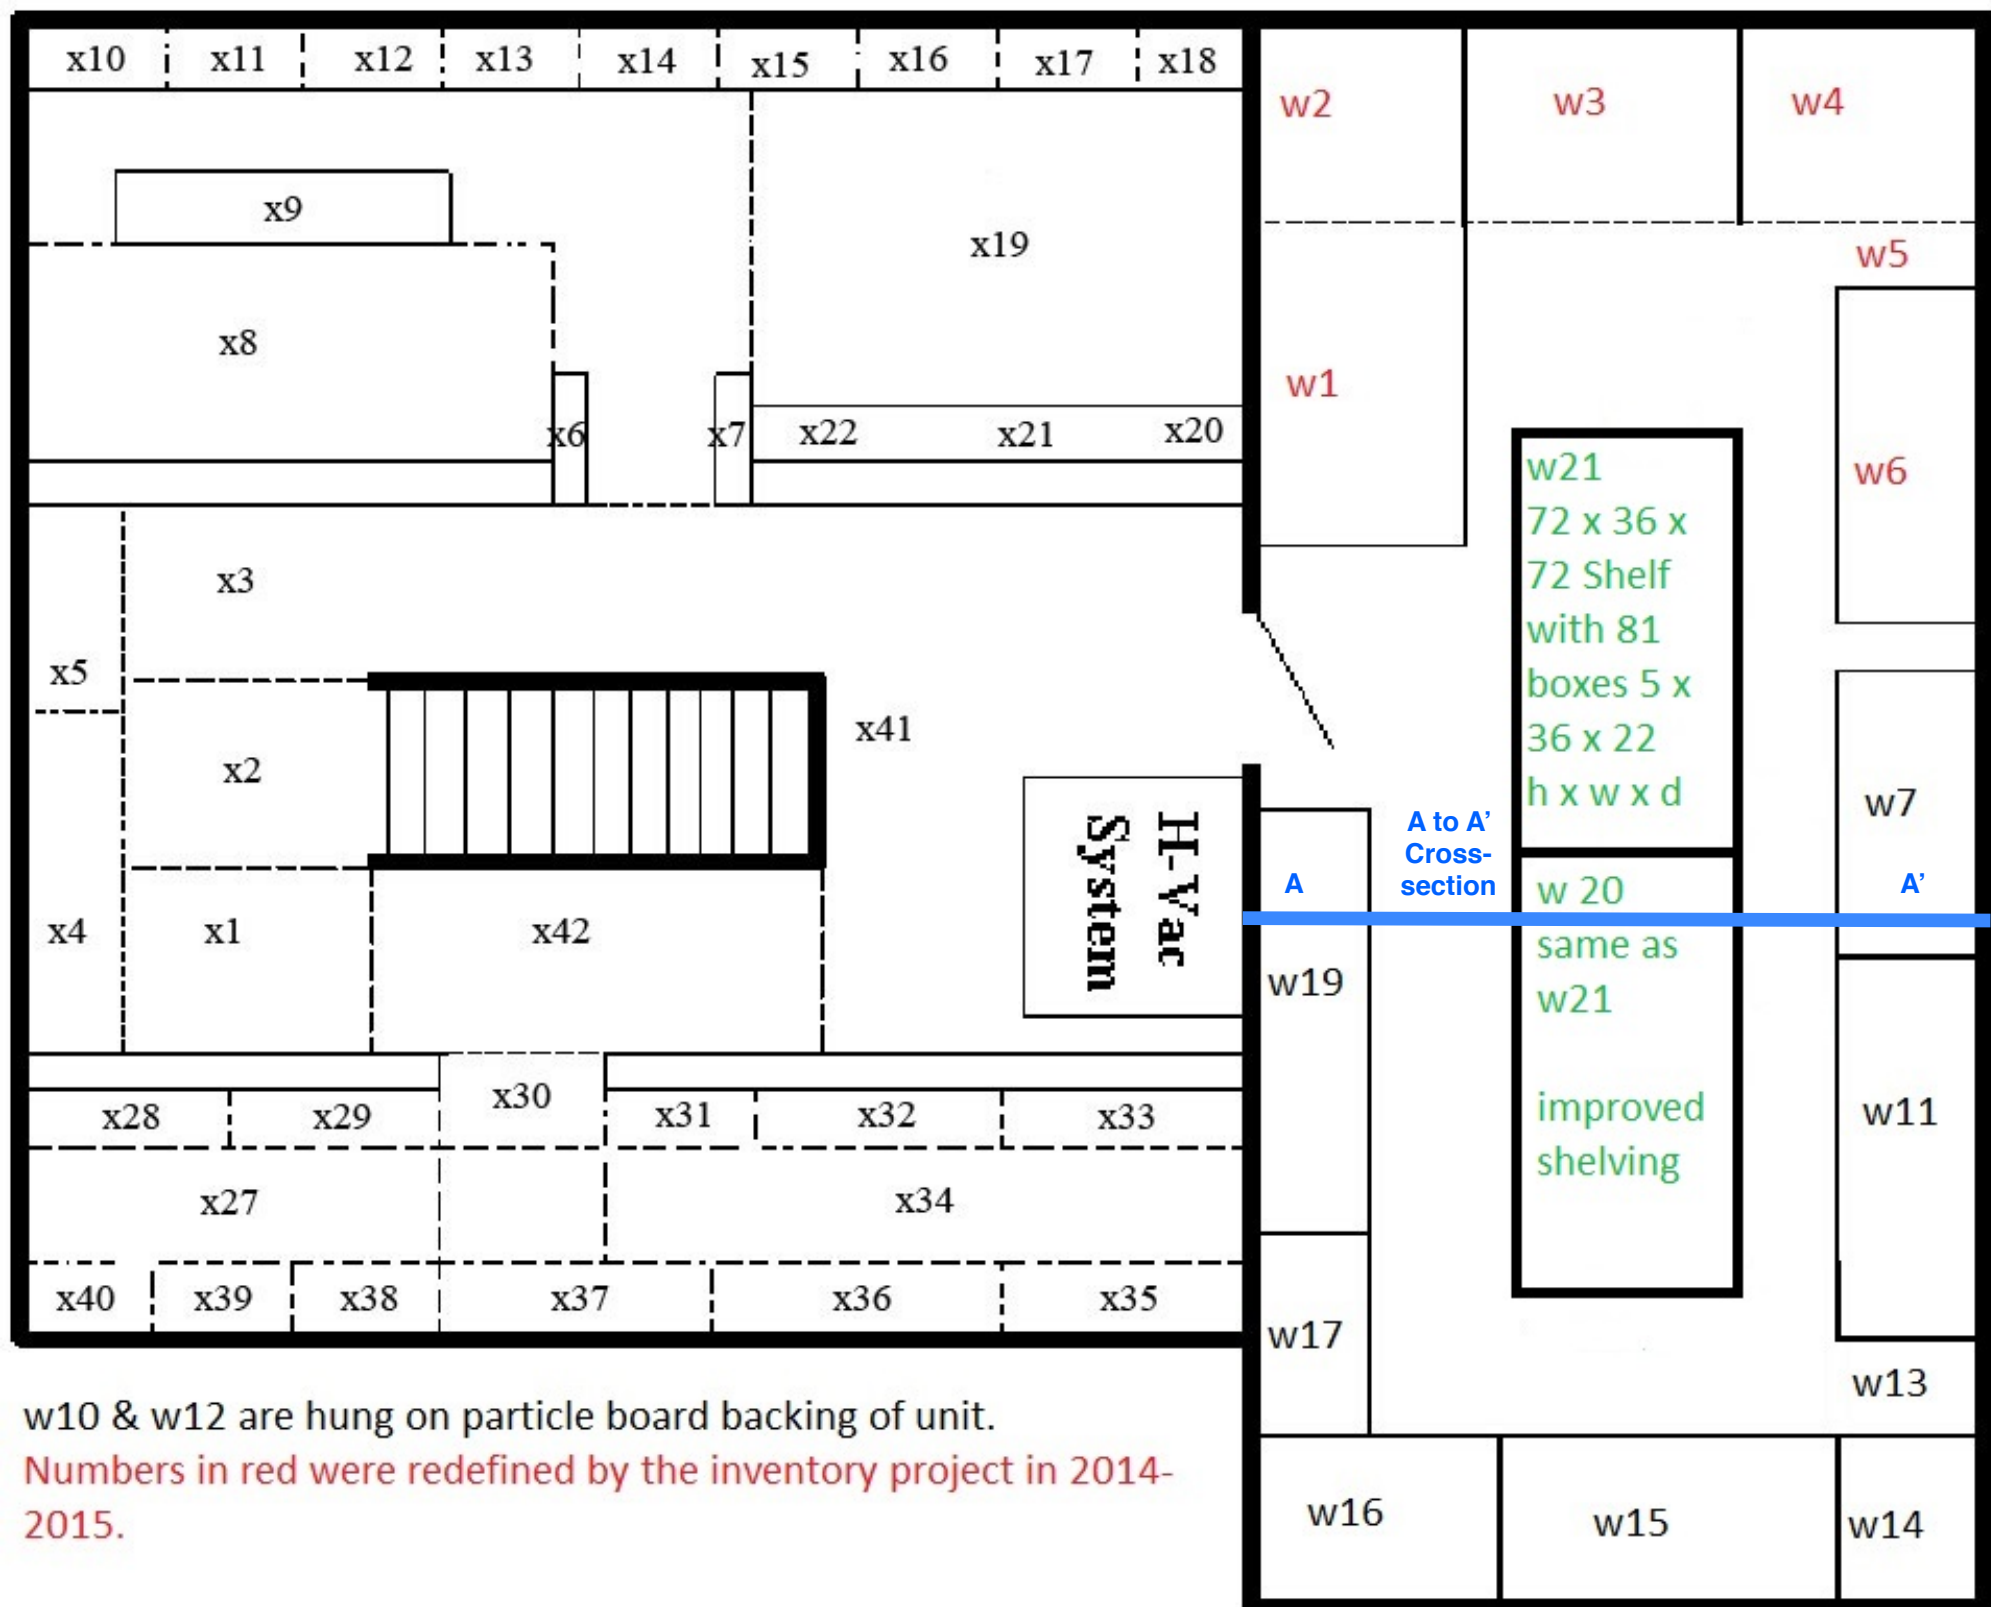 x10 x11 x12 x13 x14 x15 x16 x17 x18
w2 w3 w4
x9
x19
w5
x8
w1
x6 x7 x22 x21 x20
w6
w21
72 x 36 x
72 Shelf
with 81
boxes 5 x
36 x 22
h x w x d
x3
x5
x41
x2
H-Vac
System
w7
A to A’
Cross-
section
A
A’
w 20
same as
w21
improved
shelving
x4 x1 x42
w19
x30
x28 x29 x31 x32 x33
w11
x27 x34
x40 x39 x38 x37 x36 x35
w17
w13
w10 & w12 are hung on particle board backing of unit.
Numbers in red were redefined by the inventory project in 2014-
2015.
w16 w15 w14